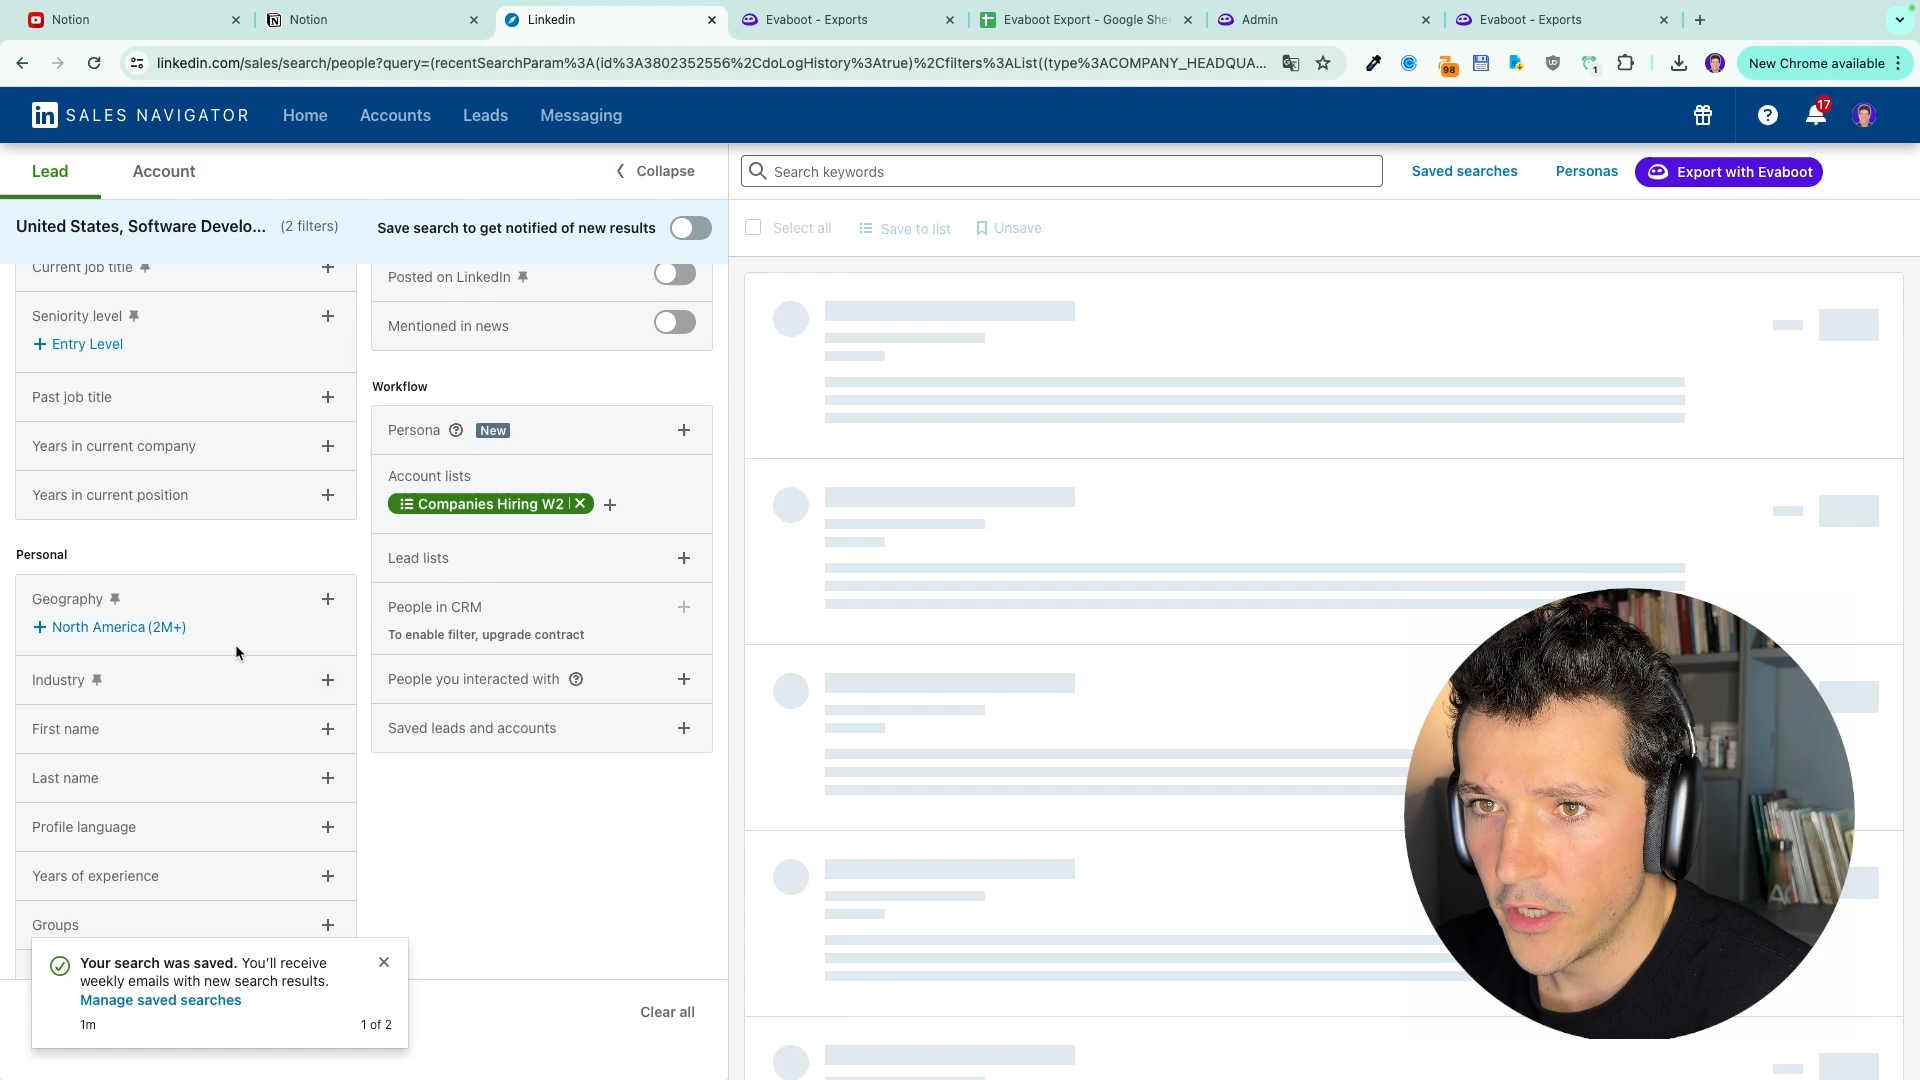 Notion
Notion
Linkedin
Evaboot - Exports
Evaboot Export - Google She
Admin
Evaboot - Exports
linkedin.com/sales/search/people?query=(recentSearchParam%3A(id%3A3802352556%2CdoLogHistory%3Atrue)%2Cfilters%3AList((type%3ACOMPANY_HEADQUA...
98
1
New Chrome available
in SALES NAVIGATOR
Home
Accounts
Leads
Messaging
17
Lead
Account
Collapse
Search keywords
Saved searches
Personas
Export with Evaboot
United States, Software Develo... (2 filters)
Save search to get notified of new results
Select all
Save to list
Unsave
Current job title
Seniority level
Entry Level
Past job title
Years in current company
Years in current position
Personal
Geography
North America (2M+)
Industry
First name
Last name
Profile language
Years of experience
Groups
Posted on LinkedIn
Mentioned in news
Workflow
Persona New
Account lists
Companies Hiring W2
Lead lists
People in CRM
To enable filter, upgrade contract
People you interacted with
Saved leads and accounts
Your search was saved. You’ll receive
weekly emails with new search results.
Manage saved searches
1m
1 of 2
Clear all